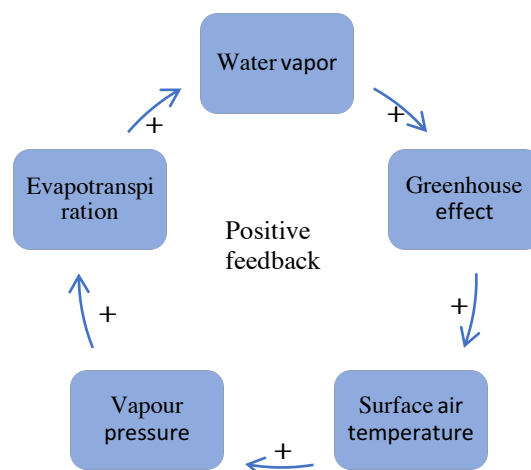 Water vapor
+
+
Evapotranspi
ration
Greenhouse
effect
Positive
feedback
+
+
Vapour
pressure
Surface air
temperature
+